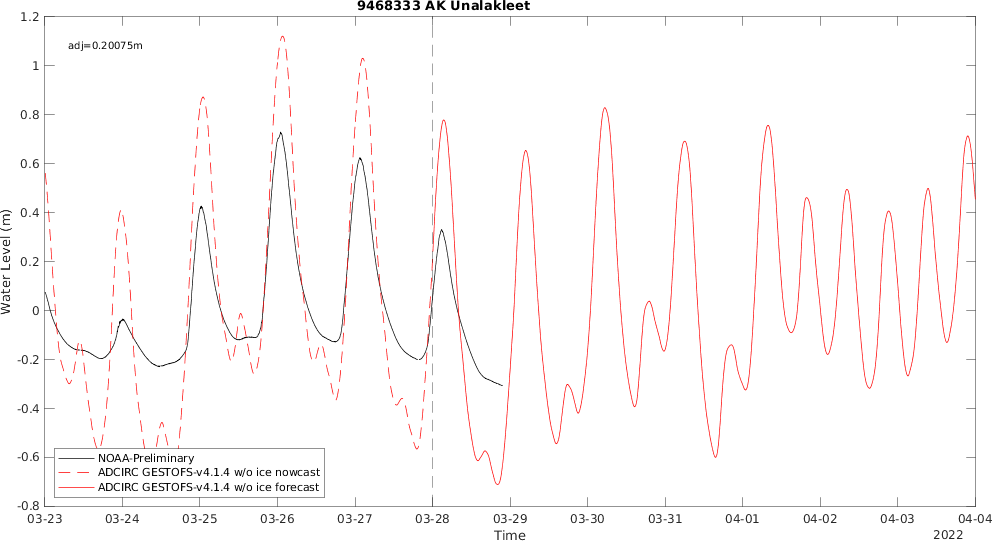 9468333 AK Unalakleet
adj=0.20075m
1.2
1
0.8
0.6
0.4
0.2
0
-0.2
-0.4
-0.6
-0.8
Water Level (m)
NOAA-Preliminary
ADCIRC GESTOFS-v4.1.4 w/o ice nowcast
ADCIRC GESTOFS-v4.1.4 w/o ice forecast
03-23 03-24 03-25 03-26 03-27 03-28 03-29 03-30 03-31 04-01 04-02 04-03 04-04
Time
2022